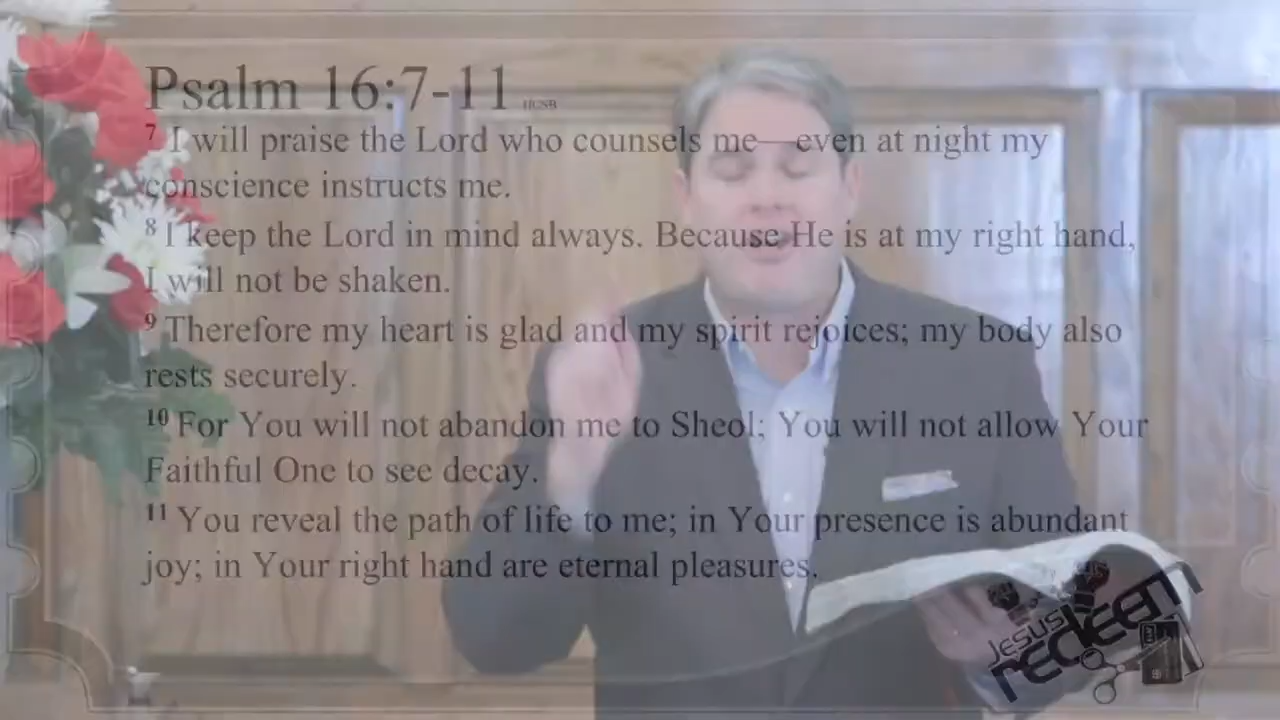 Psalm 16:7-11 HCSB
7 I will praise the Lord who counsels me—even at night my
conscience instructs me.
8 I keep the Lord in mind always. Because He is at my right hand,
I will not be shaken.
9 Therefore my heart is glad and my spirit rejoices; my body also
rests securely.
10 For You will not abandon me to Sheol; You will not allow Your
Faithful One to see decay.
11 You reveal the path of life to me; in Your presence is abundant
joy; in Your right hand are eternal pleasures.
Jesus
redeem